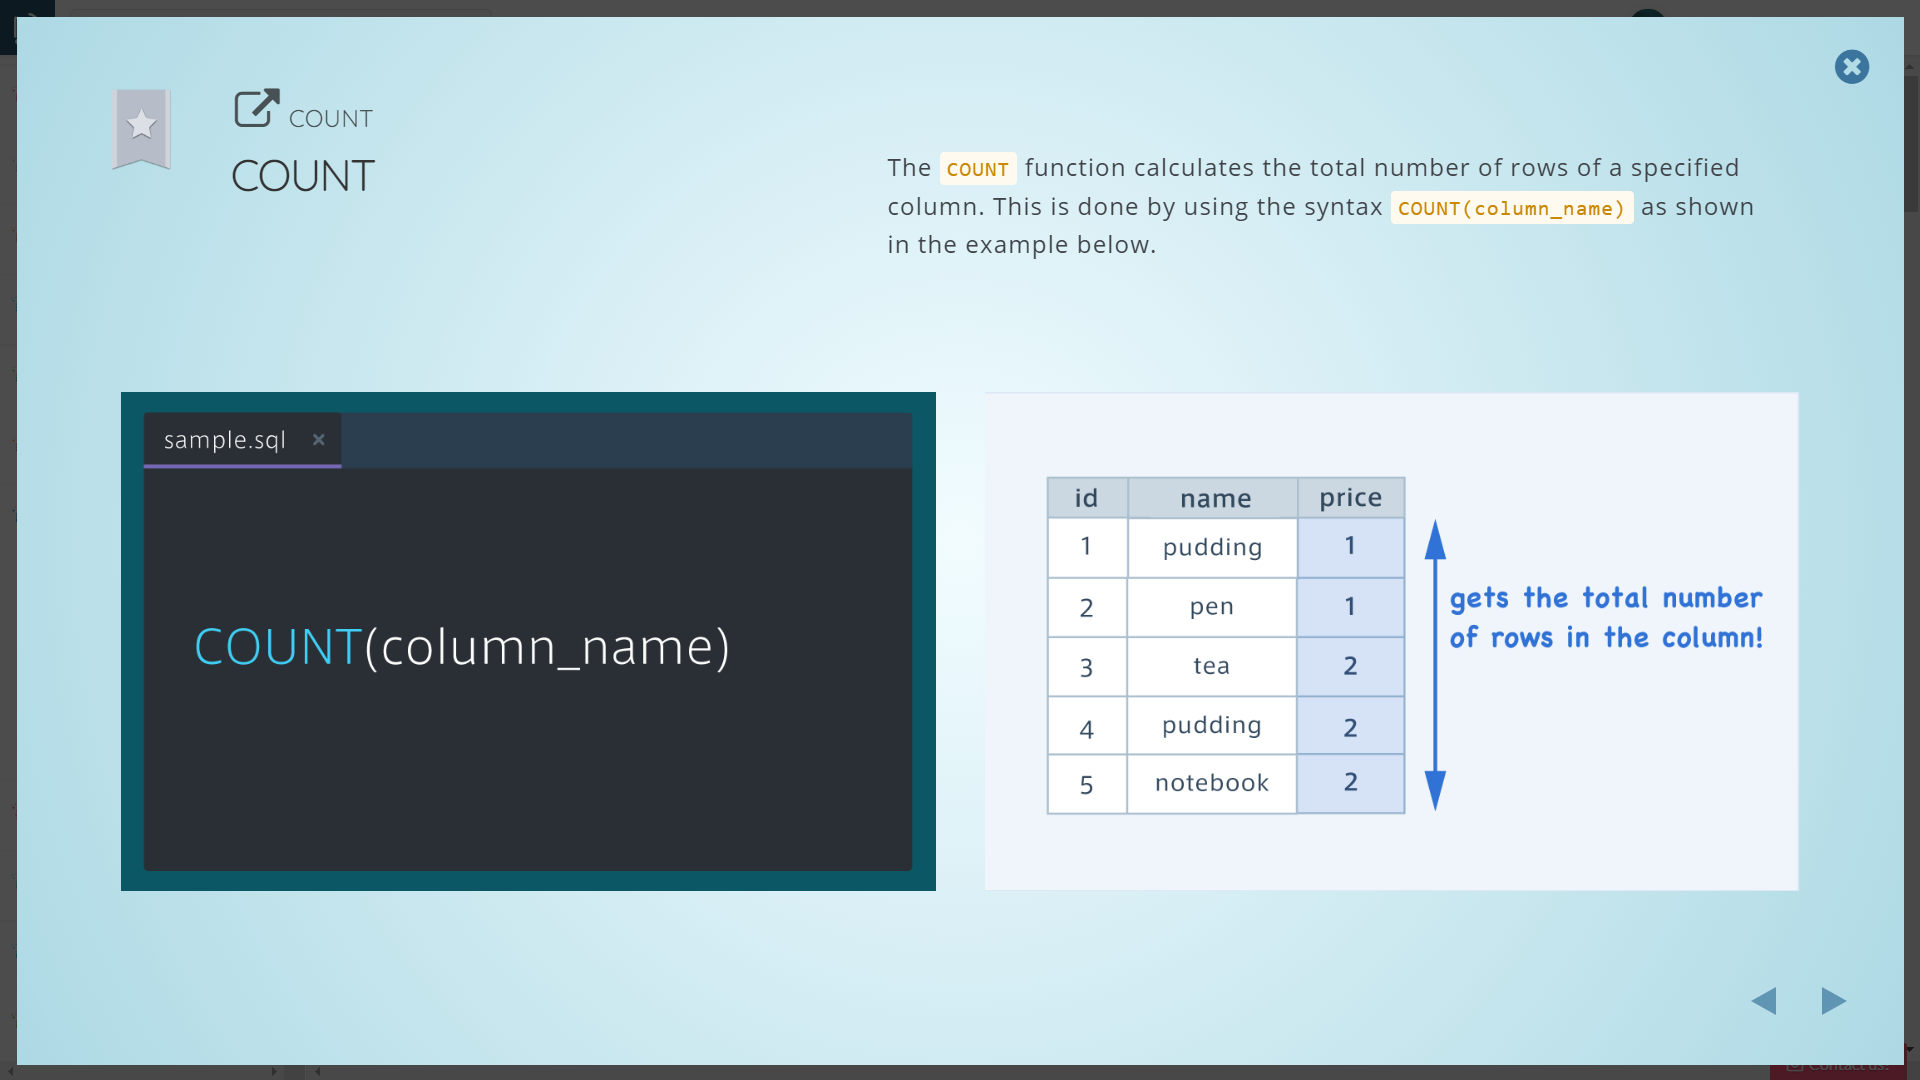 COUNT
COUNT
The COUNT function calculates the total number of rows of a specified
column. This is done by using the syntax COUNT(column_name) as shown
in the example below.
sample.sql ×
COUNT(column_name)
id name price
1 pudding 1
2 pen 1
3 tea 2
4 pudding 2
5 notebook 2
gets the total number
of rows in the column!
Contact us!